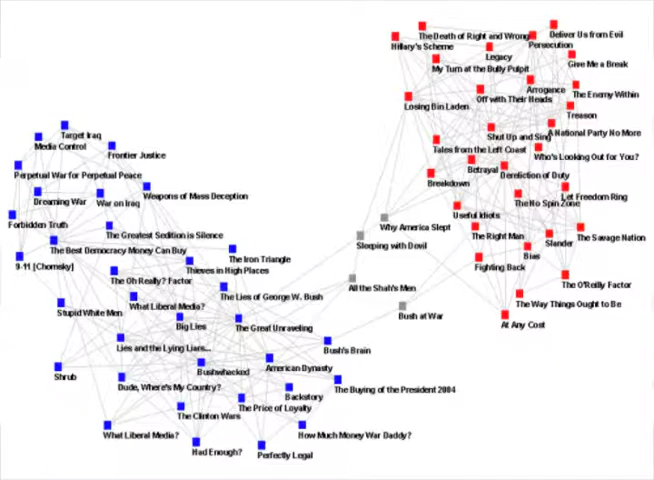 The Death of Right and Wrong
Deliver Us from Evil
Hillary's Scheme
Persecution
Legacy
Give Me a Break
My Turn at the Bully Pulpit
Arrogance
The Enemy Within
Off with Their Heads
Losing Bin Laden
Treason
Shut Up and Sing
A National Party No More
Tales from the Left Coast
Who's Looking Out for You?
Betrayal
Dereliction of Duty
Breakdown
Let Freedom Ring
The No Spin Zone
Useful Idiots
Why America Slept
The Right Man
The Savage Nation
Sleeping with Devil
Slander
Bias
Fighting Back
The O'Reilly Factor
All the Shah's Men
The Way Things Ought to Be
Bush at War
At Any Cost
Target Iraq
Media Control
Frontier Justice
Perpetual War for Perpetual Peace
Weapons of Mass Deception
Dreaming War
War on Iraq
Forbidden Truth
The Greatest Sedition is Silence
The Best Democracy Money Can Buy
The Iron Triangle
9-11 [Chomsky]
Thieves in High Places
The Oh Really? Factor
The Lies of George W. Bush
What Liberal Media?
Stupid White Men
Big Lies
The Great Unraveling
Lies and the Lying Liars...
Bush's Brain
Shrub
Bushwhacked
American Dynasty
Dude, Where's My Country?
The Buying of the President 2004
Backstory
The Price of Loyalty
The Clinton Wars
What Liberal Media?
How Much Money War Daddy?
Had Enough?
Perfectly Legal